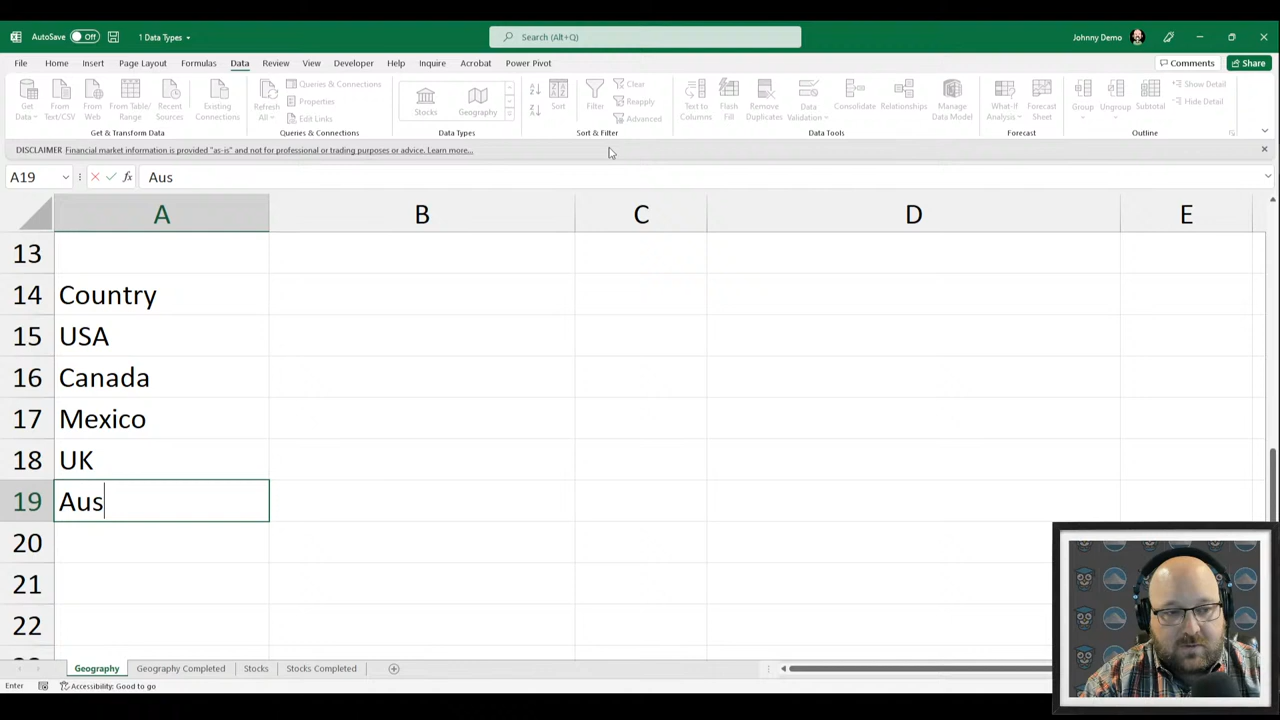 AutoSave Off 1 Data Types Search (Alt+Q) Johnny Demo
File Home Insert Page Layout Formulas Data Review View Developer Help Inquire Acrobat Power Pivot Comments Share
Get Data From Text/CSV From Web From Table/ Range Recent Sources Existing Connections
Get & Transform Data
Refresh All Queries & Connections
Properties
Edit Links
Queries & Connections
Stocks Geography
Data Types
Sort Filter Clear
Reapply
Advanced
Sort & Filter
Text to Columns Flash Fill Remove Duplicates Data Validation Consolidate Relationships Manage Data Model
Data Tools
What-If Analysis Forecast Sheet
Forecast
Group Ungroup Subtotal Show Detail
Hide Detail
Outline
DISCLAIMER Financial market information is provided "as-is" and not for professional or trading purposes or advice. Learn more...
A19 fx Aus
A B C D E
13
14 Country
15 USA
16 Canada
17 Mexico
18 UK
19 Aus
20
21
22
Geography Geography Completed Stocks Stocks Completed
Enter Accessibility: Good to go